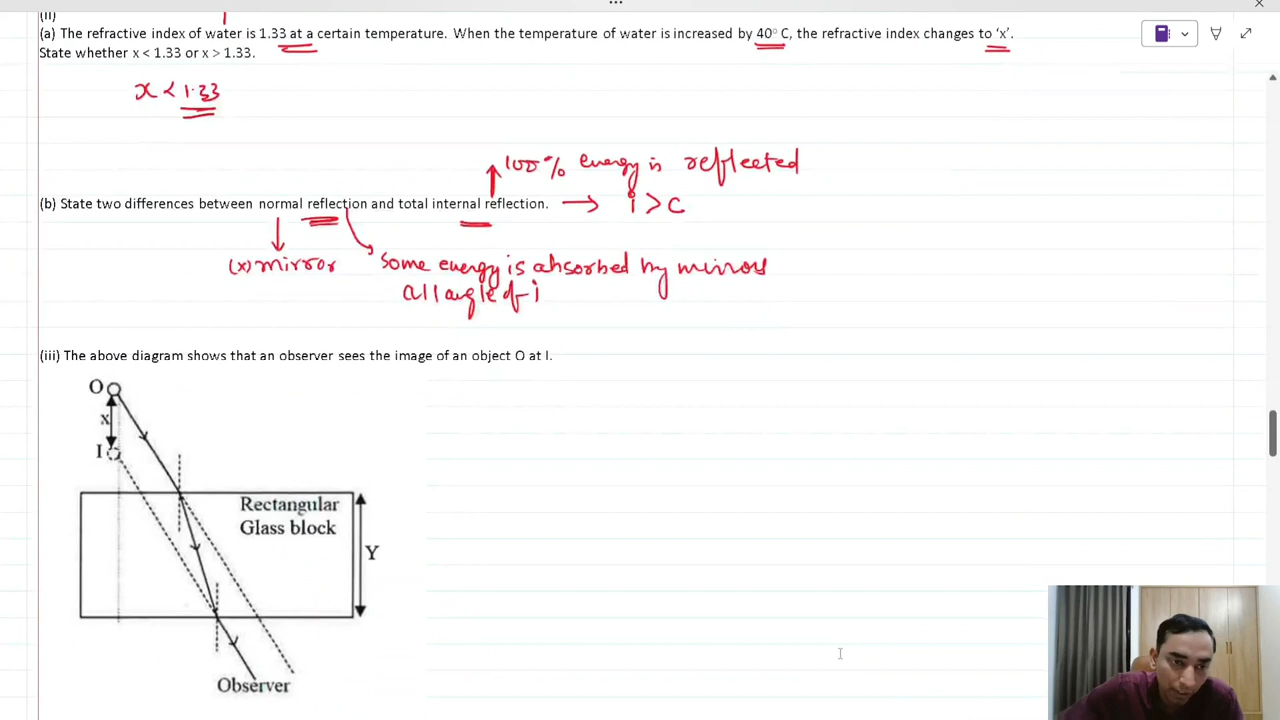 (ii)
(a) The refractive index of water is 1.33 at a certain temperature. When the temperature of water is increased by 40° C, the refractive index changes to ‘x’.
State whether x < 1.33 or x > 1.33.
x < 1.33
100% energy is reflected
(b) State two differences between normal reflection and total internal reflection. → i > C
(x) mirror
Some energy is absorbed by mirror
all angle of i
(iii) The above diagram shows that an observer sees the image of an object O at I.
O
x
I
Rectangular
Glass block
Y
Observer